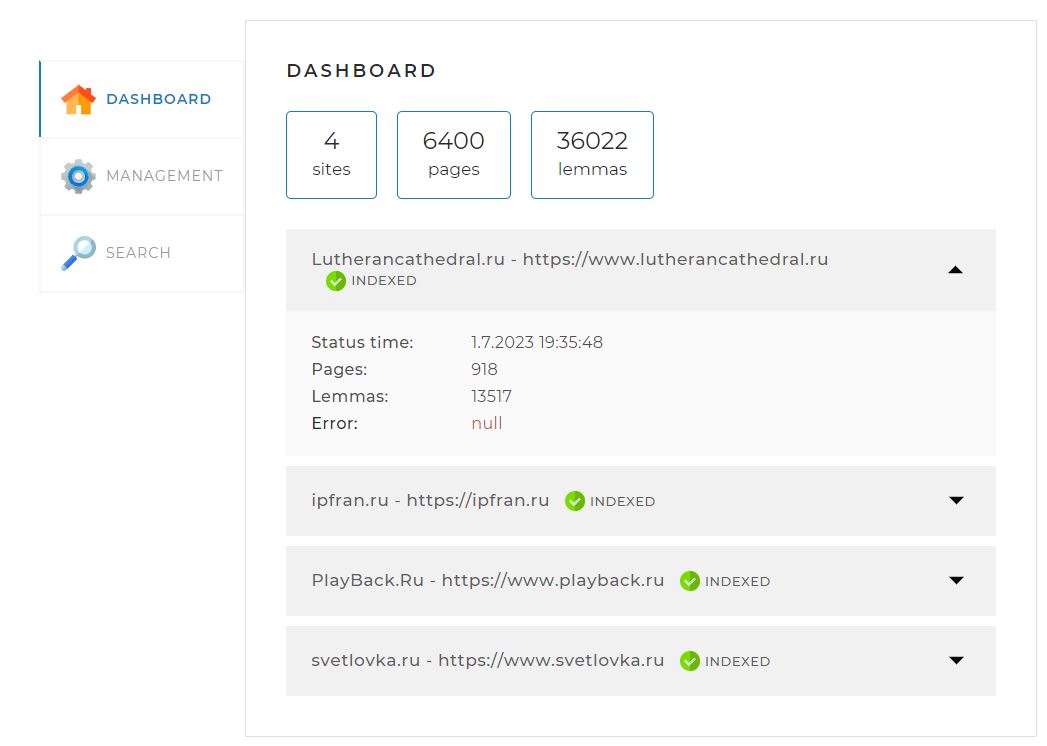 DASHBOARD
MANAGEMENT
SEARCH
DASHBOARD
4
sites
6400
pages
36022
lemmas
Lutherancathedral.ru - https://www.lutherancathedral.ru
INDEXED
Status time: 1.7.2023 19:35:48
Pages: 918
Lemmas: 13517
Error: null
ipfran.ru - https://ipfran.ru INDEXED
PlayBack.Ru - https://www.playback.ru INDEXED
svetlovka.ru - https://www.svetlovka.ru INDEXED